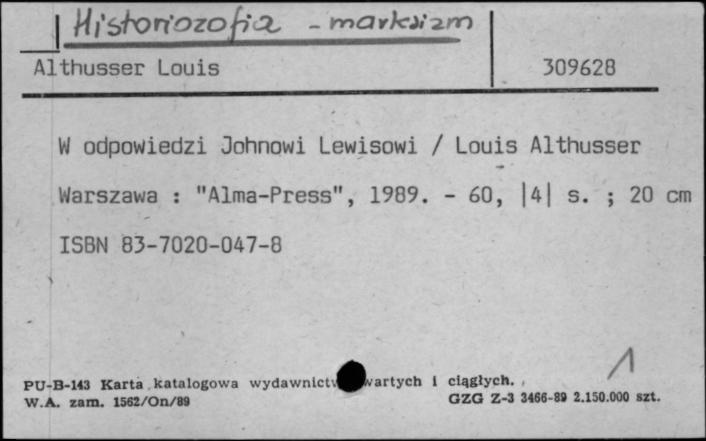 Historiozofia - marksizm
Althusser Louis 309628
W odpowiedzi Johnowi Lewisowi / Louis Althusser
Warszawa : "Alma-Press", 1989. - 60, |4| s. ; 20 cm
ISBN 83-7020-047-8
1
PU-B-143 Karta katalogowa wydawnictw wartych i ciągłych.
W.A. zam. 1562/On/89 GZG Z-3 3466-89 2.150.000 szt.